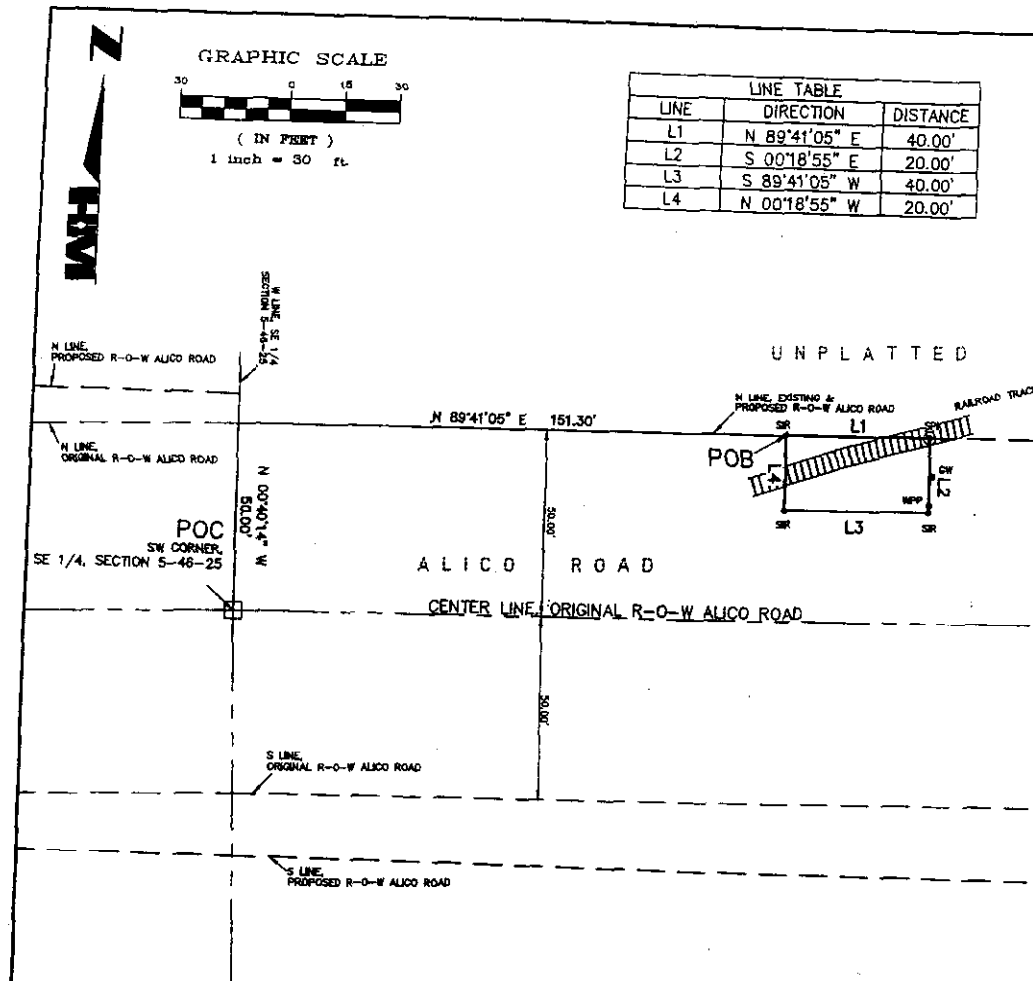 Z
HM
GRAPHIC SCALE
30 0 15 30
( IN FEET )
1 inch = 30 ft.
LINE TABLE
LINE DIRECTION DISTANCE
L1 N 89°41'05" E 40.00'
L2 S 00°18'55" E 20.00'
L3 S 89°41'05" W 40.00'
L4 N 00°18'55" W 20.00'
W LINE, SE 1/4
SECTION 5-46-25
N LINE,
PROPOSED R-O-W ALICO ROAD
UNPLATTED
N LINE, EXISTING &
PROPOSED R-O-W ALICO ROAD
RAILROAD TRACK
N 89°41'05" E 151.30'
N LINE,
ORIGINAL R-O-W ALICO ROAD
SIR
L1
POB
L4
GW
L2
WPP
SIR
L3
SIR
N 00°40'14" W
50.00'
50.00'
POC
SW CORNER,
SE 1/4, SECTION 5-46-25
ALICO ROAD
CENTER LINE, ORIGINAL R-O-W ALICO ROAD
50.00'
S LINE,
ORIGINAL R-O-W ALICO ROAD
S LINE,
PROPOSED R-O-W ALICO ROAD